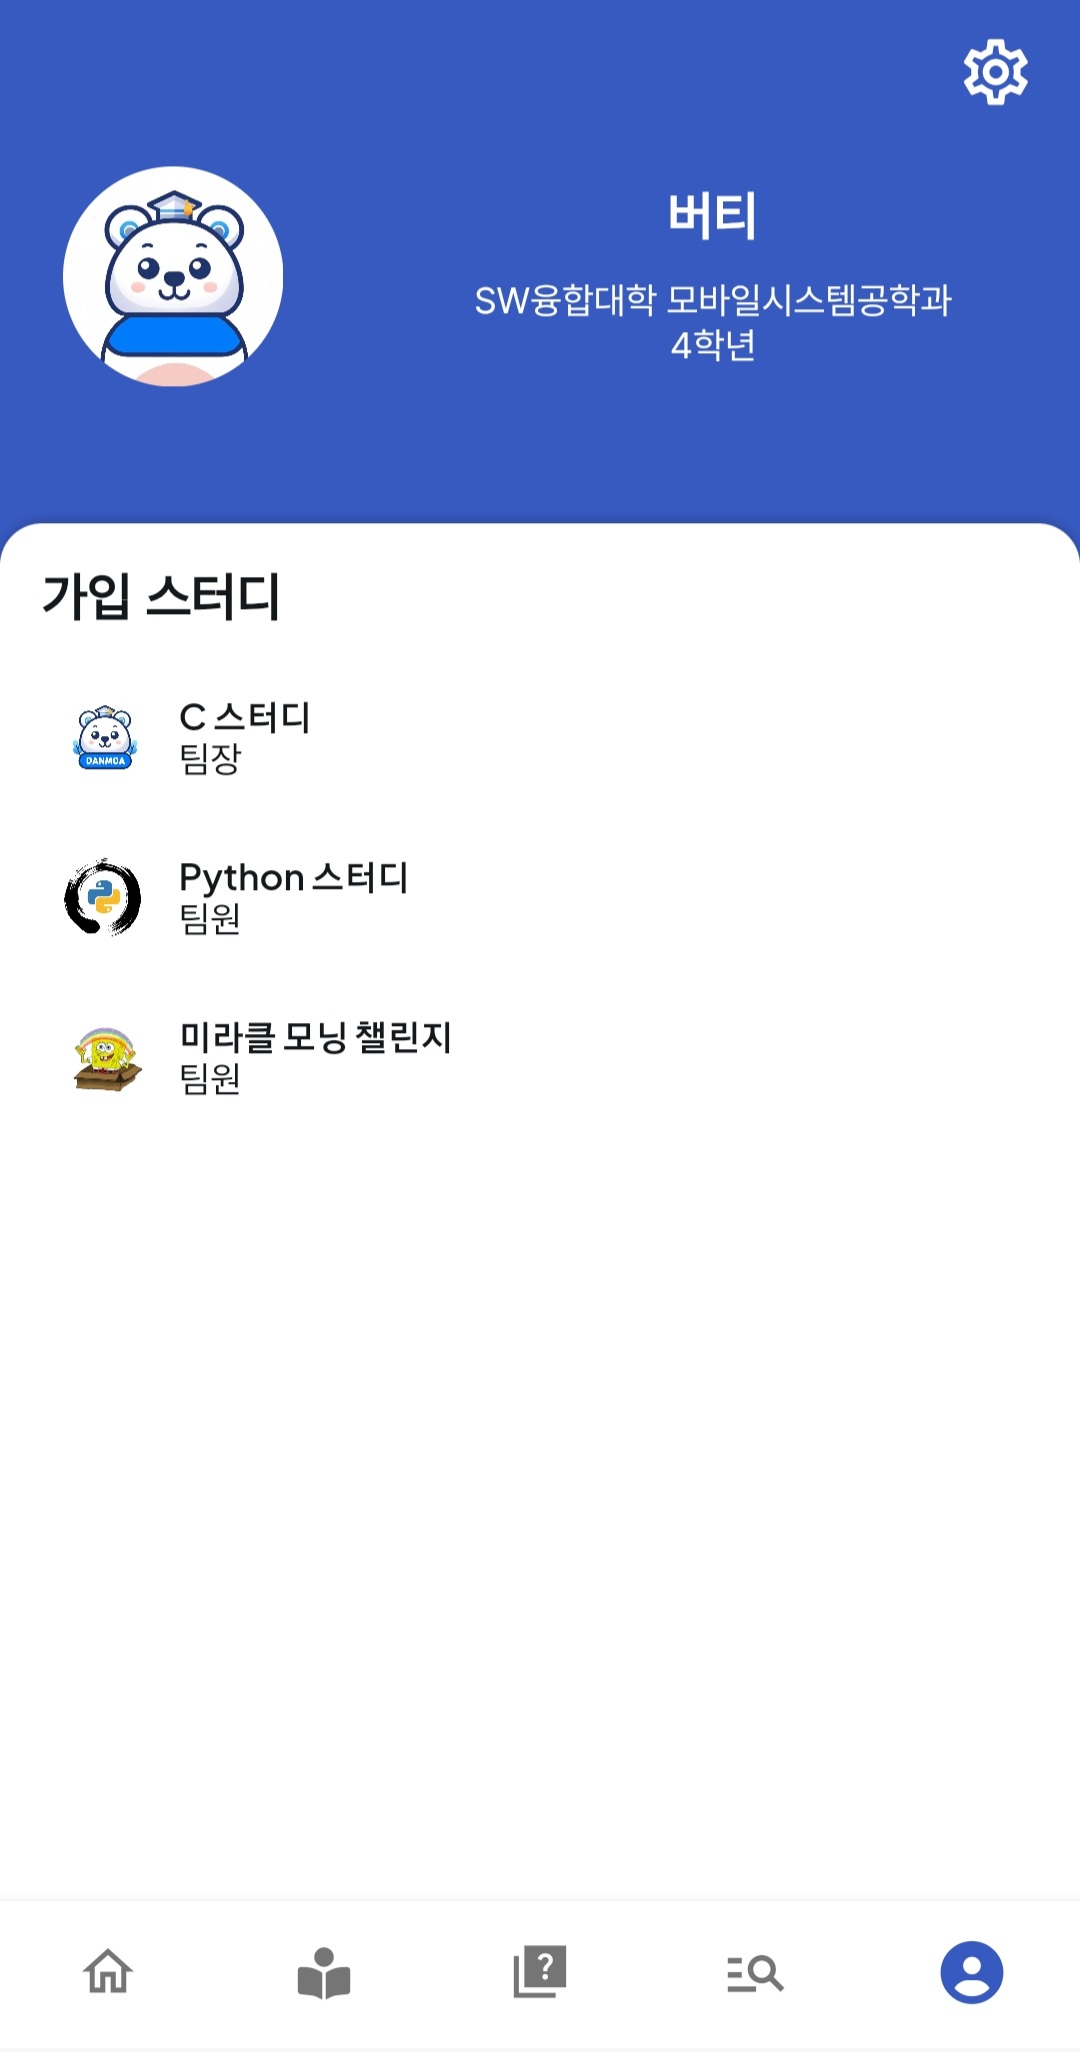 버티
SW융합대학 모바일시스템공학과
4학년
가입 스터디
C 스터디
팀장
DANMOA
Python 스터디
팀원
미라클 모닝 챌린지
팀원
?